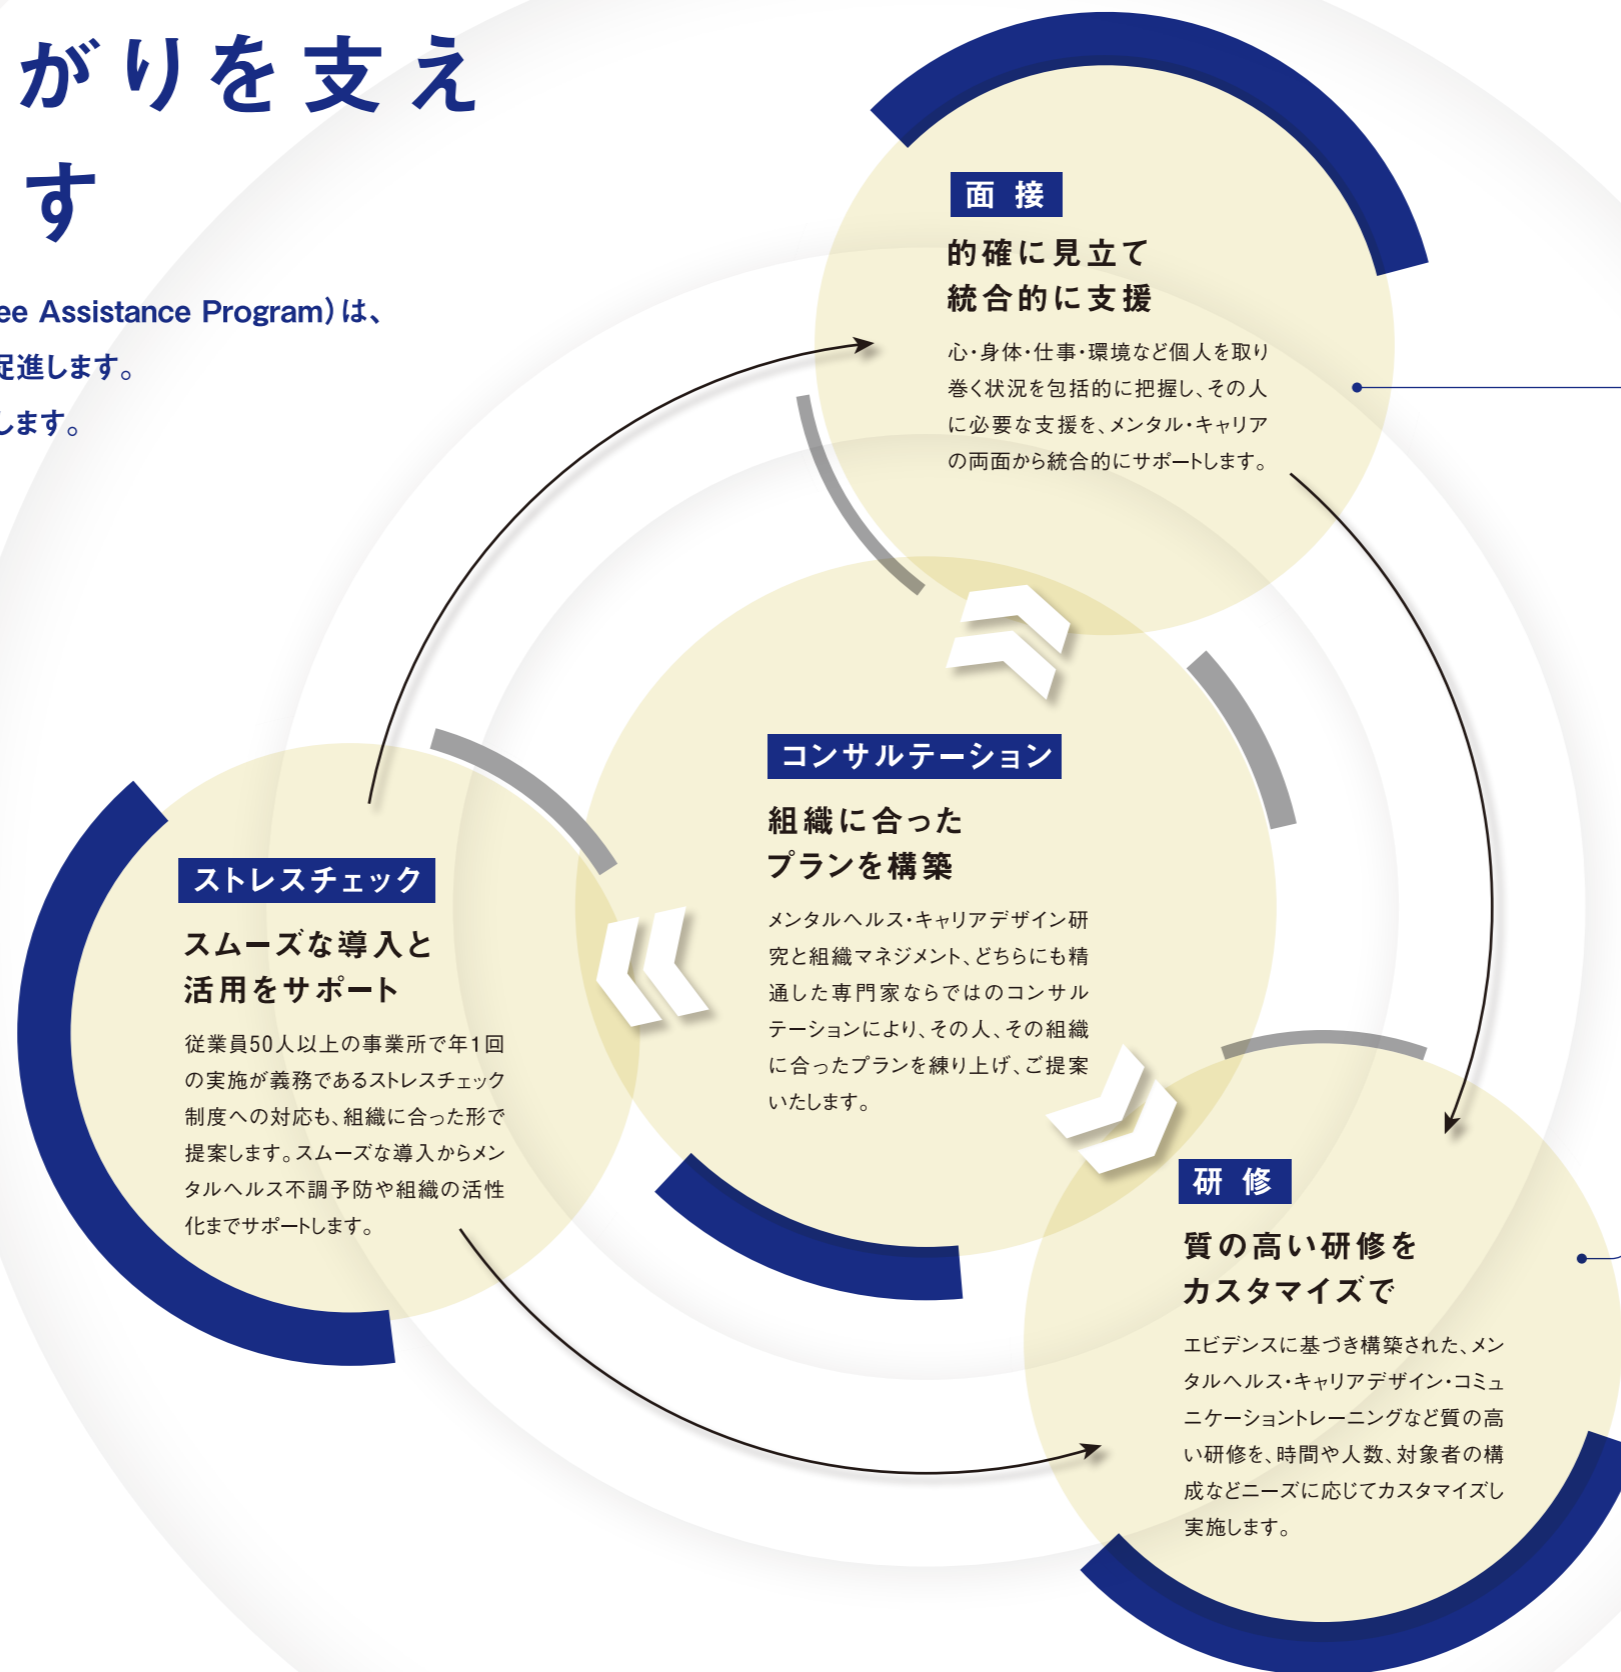 がりを支え
す
ee Assistance Program)は、
促進します。
します。
面 接
的確に見立て
統合的に支援
心・身体・仕事・環境など個人を取り
巻く状況を包括的に把握し、その人
に必要な支援を、メンタル・キャリア
の両面から統合的にサポートします。
コンサルテーション
組織に合った
プランを構築
メンタルヘルス・キャリアデザイン研
究と組織マネジメント、どちらにも精
通した専門家ならではのコンサル
テーションにより、その人、その組織
に合ったプランを練り上げ、ご提案
いたします。
ストレスチェック
スムーズな導入と
活用をサポート
従業員50人以上の事業所で年1回
の実施が義務であるストレスチェック
制度への対応も、組織に合った形で
提案します。スムーズな導入からメン
タルヘルス不調予防や組織の活性
化までサポートします。
研 修
質の高い研修を
カスタマイズで
エビデンスに基づき構築された、メン
タルヘルス・キャリアデザイン・コミュ
ニケーショントレーニングなど質の高
い研修を、時間や人数、対象者の構
成などニーズに応じてカスタマイズし
実施します。